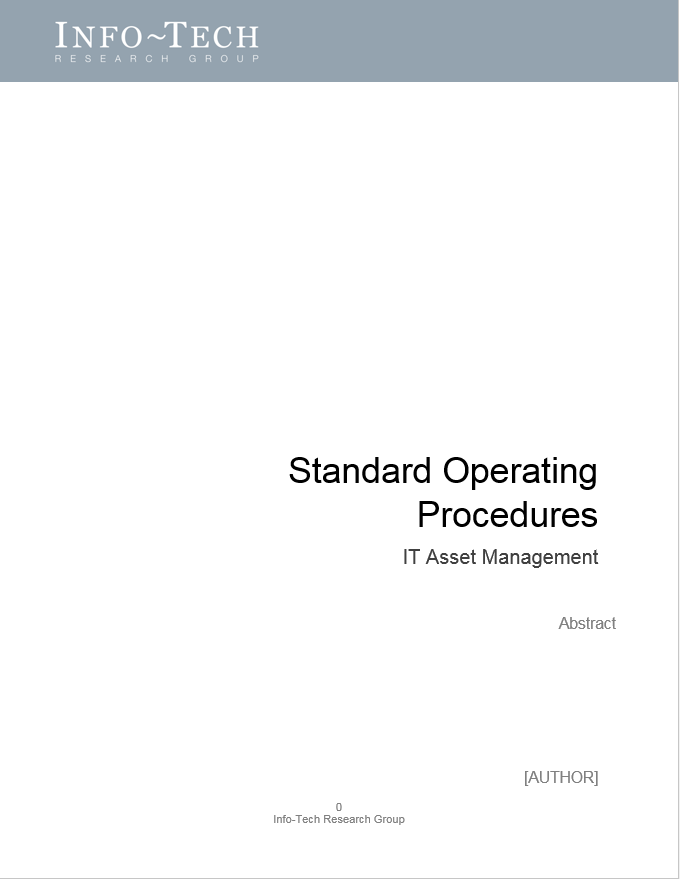 INFO~TECH
RESEARCH GROUP
Standard Operating
Procedures
IT Asset Management
Abstract
[AUTHOR]
0
Info-Tech Research Group